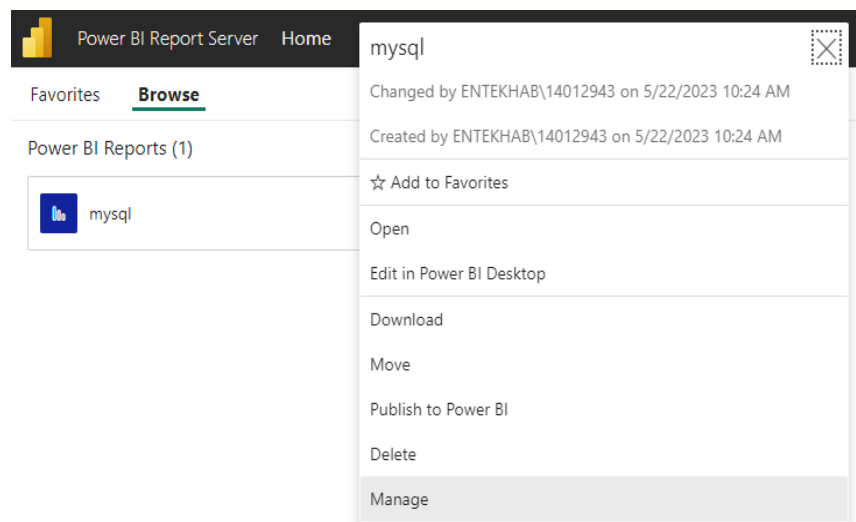 Power BI Report Server Home
Favorites Browse
Power BI Reports (1)
mysql
mysql
Changed by ENTEKHAB\14012943 on 5/22/2023 10:24 AM
Created by ENTEKHAB\14012943 on 5/22/2023 10:24 AM
☆ Add to Favorites
Open
Edit in Power BI Desktop
Download
Move
Publish to Power BI
Delete
Manage